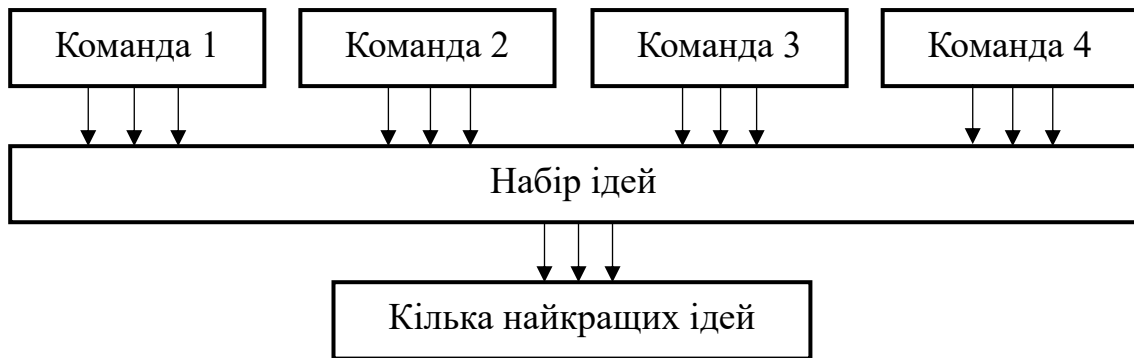 Команда 1
Команда 2
Команда 3
Команда 4
Набір ідей
Кілька найкращих ідей